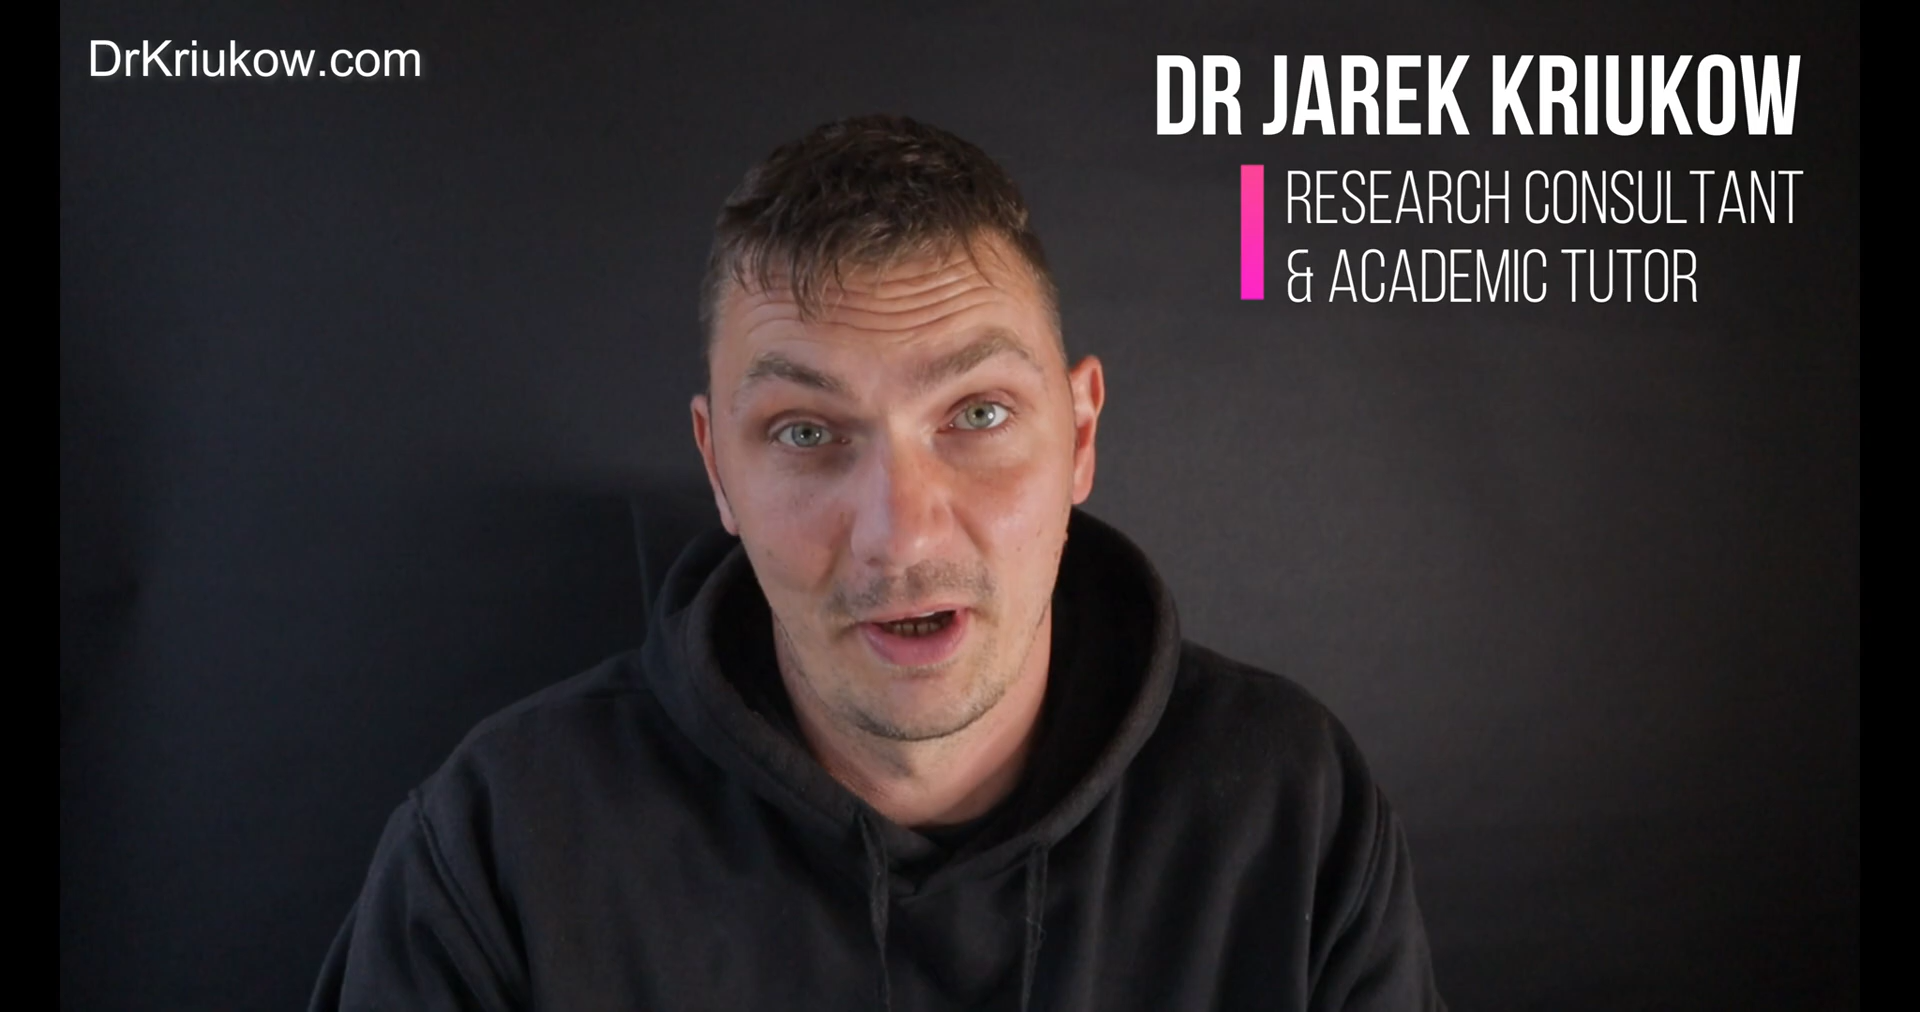 DrKriukow.com
DR JAREK KRIUKOW
RESEARCH CONSULTANT
& ACADEMIC TUTOR